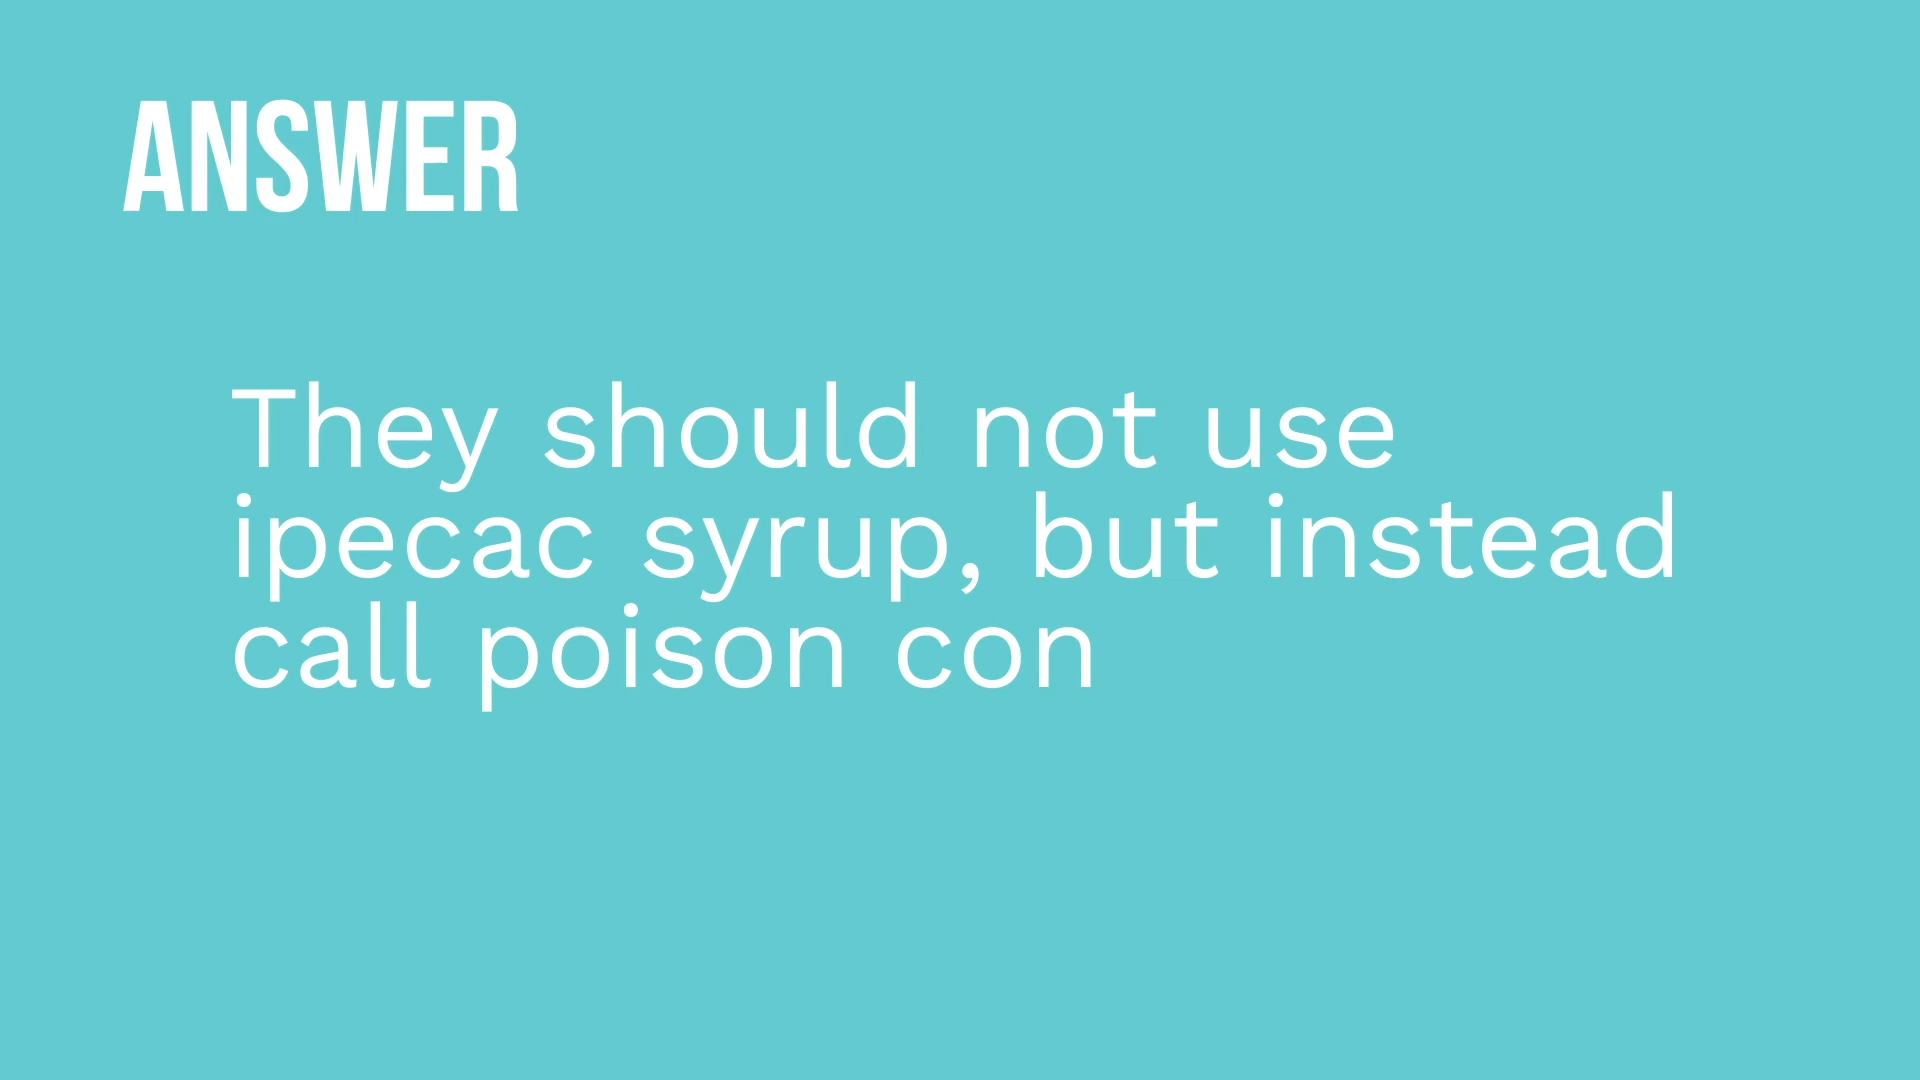 ANSWER
They should not use
ipecac syrup, but instead
call poison con